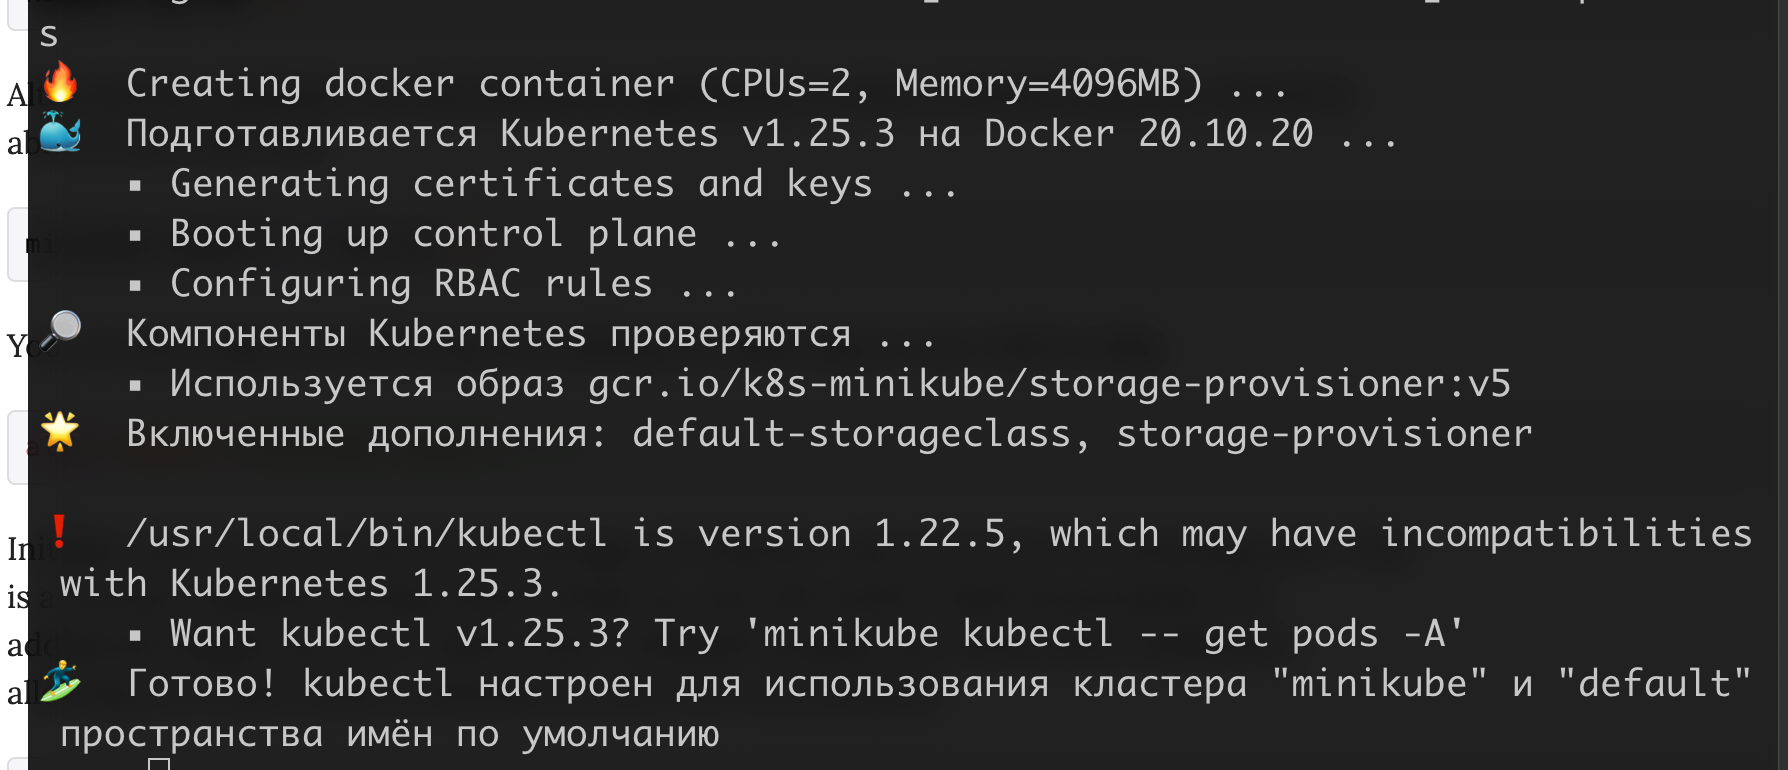 s
Creating docker container (CPUs=2, Memory=4096MB) ...
Подготавливается Kubernetes v1.25.3 на Docker 20.10.20 ...
▪ Generating certificates and keys ...
▪ Booting up control plane ...
▪ Configuring RBAC rules ...
Компоненты Kubernetes проверяются ...
▪ Используется образ gcr.io/k8s-minikube/storage-provisioner:v5
Включенные дополнения: default-storageclass, storage-provisioner
❗ /usr/local/bin/kubectl is version 1.22.5, which may have incompatibilities
with Kubernetes 1.25.3.
▪ Want kubectl v1.25.3? Try 'minikube kubectl -- get pods -A'
Готово! kubectl настроен для использования кластера "minikube" и "default"
пространства имён по умолчанию